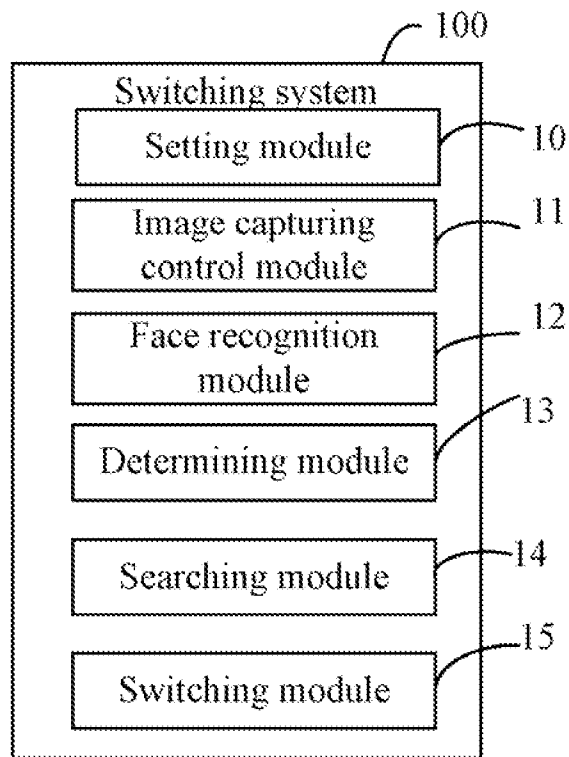 100
Switching system
Setting module
10
Image capturing
control module
11
Face recognition
module
12
Determining module
13
Searching module
14
Switching module
15